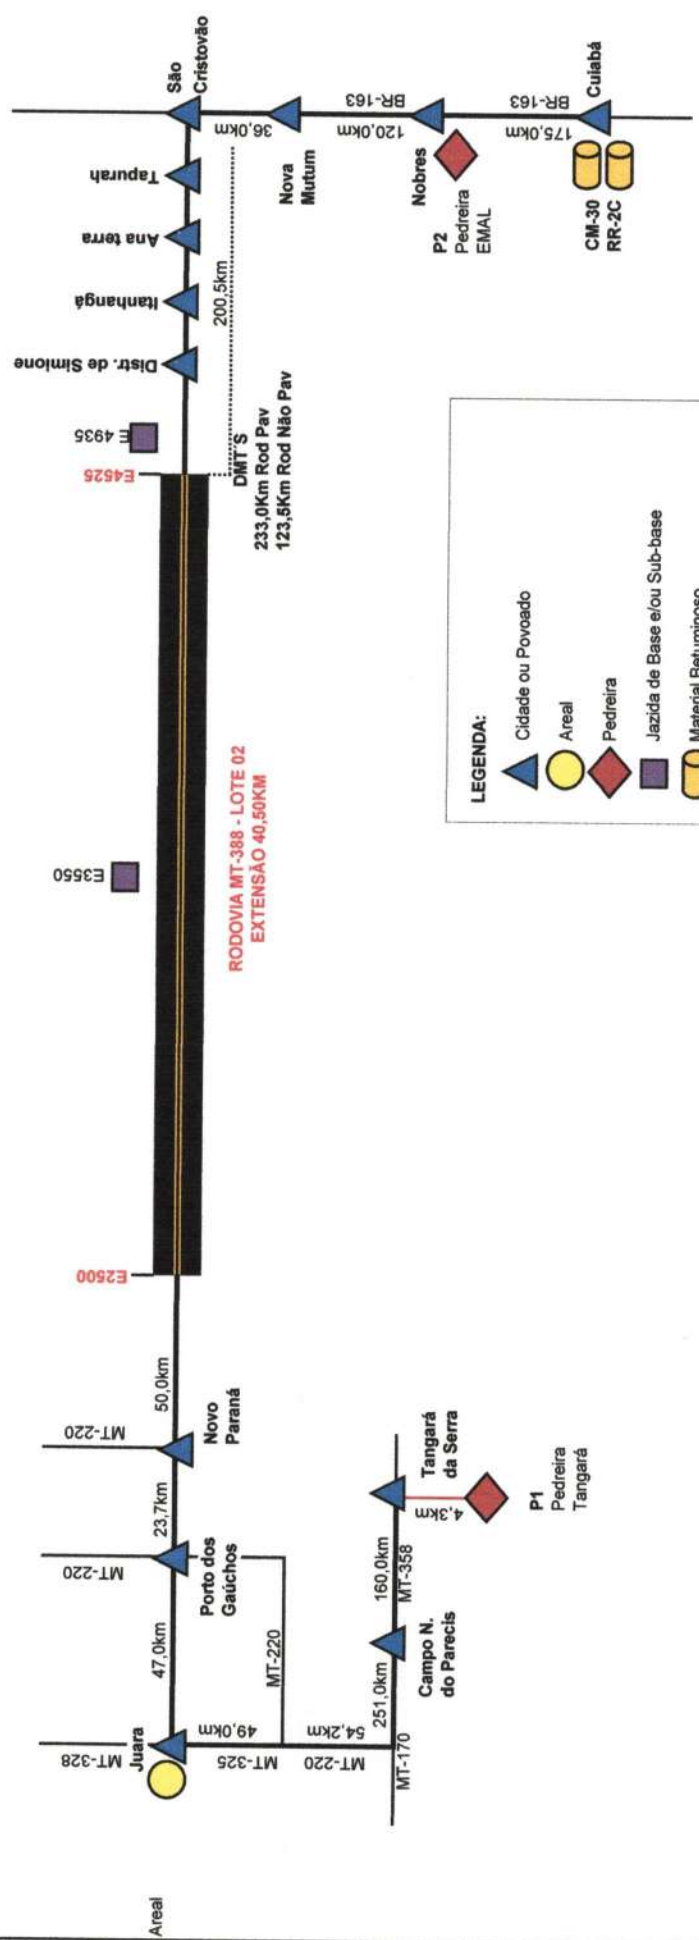 Areal
MT-328
Juara
47,0km
MT-220
Porto dos
Gaúchos
23,7km
MT-220
Novo
Paraná
50,0km
E2500
E3550
RODOVIA MT-388 - LOTE 02
EXTENSÃO 40,50KM
E4525
E 4935
DMT´S
233,0Km Rod Pav
123,5Km Rod Não Pav
200,5km
Distr. de Simione
Itanhangá
Ana terra
Tapurah
São
Cristovão
36,0km
Nova
Mutum
120,0km
BR-163
Nobres
P2
Pedreira
EMAL
175,0km
BR-163
Cuiabá
CM-30
RR-2C
49,0km
MT-325
MT-220
54,2km
MT-220
MT-170
251,0km
Campo N.
do Parecis
160,0km
MT-358
Tangará
da Serra
4,3km
P1
Pedreira
Tangará
LEGENDA:
Cidade ou Povoado
Areal
Pedreira
Jazida de Base e/ou Sub-base
Material Betuminoso